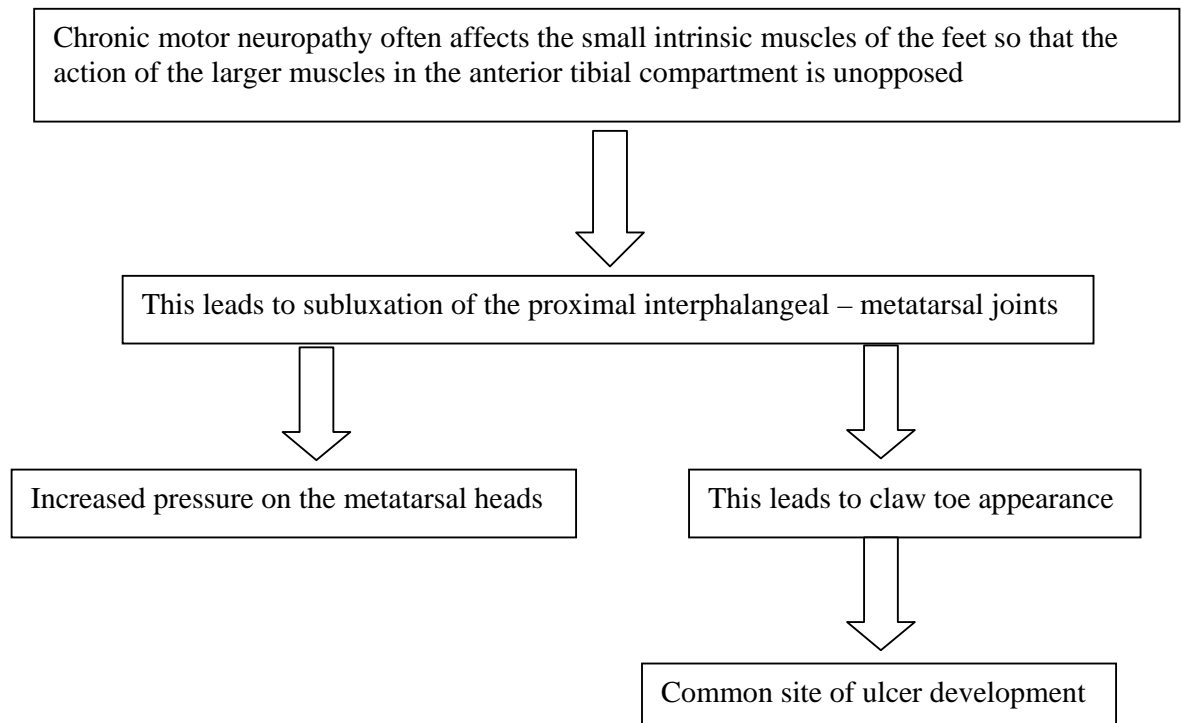 Chronic motor neuropathy often affects the small intrinsic muscles of the feet so that the
action of the larger muscles in the anterior tibial compartment is unopposed
This leads to subluxation of the proximal interphalangeal – metatarsal joints
Increased pressure on the metatarsal heads
This leads to claw toe appearance
Common site of ulcer development